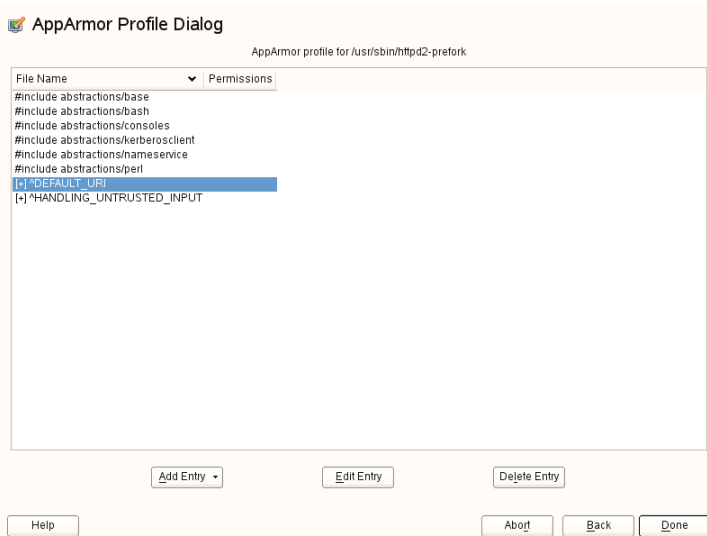 AppArmor Profile Dialog
AppArmor profile for /usr/sbin/httpd2-prefork
File Name Permissions
#include abstractions/base
#include abstractions/bash
#include abstractions/consoles
#include abstractions/kerberosclient
#include abstractions/nameservice
#include abstractions/perl
[+] ^DEFAULT_URI
[+] ^HANDLING_UNTRUSTED_INPUT
Add Entry Edit Entry Delete Entry
Help Abort Back Done